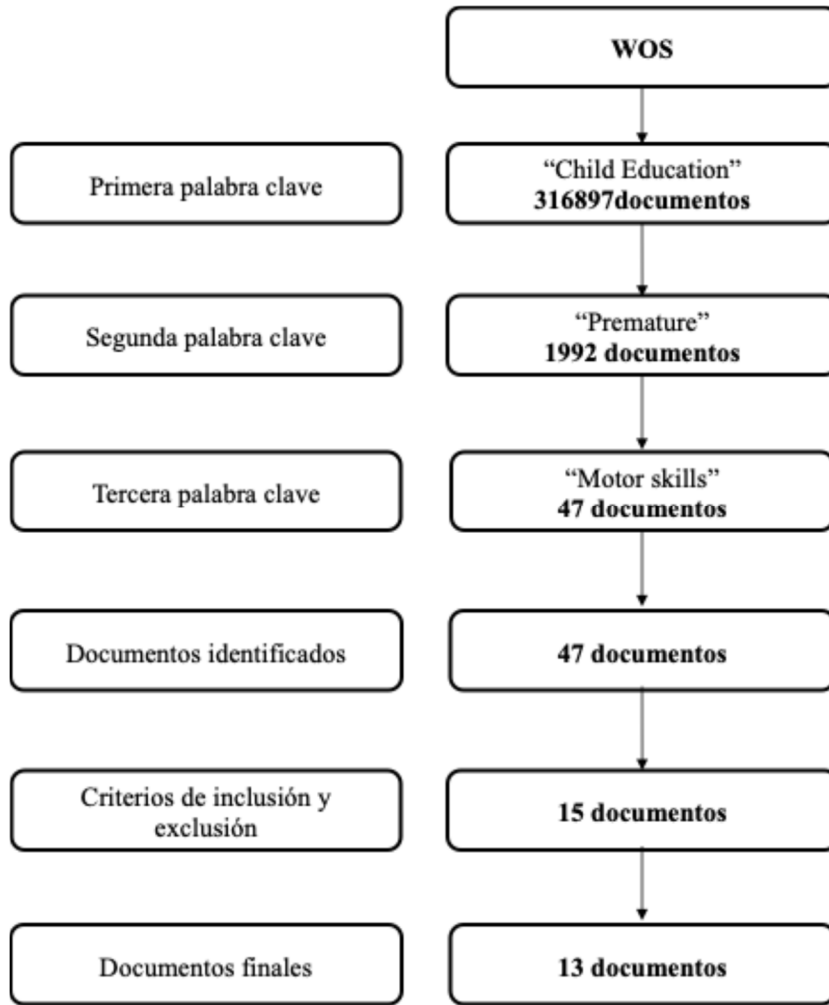 WOS
Primera palabra clave
“Child Education”
316897documentos
Segunda palabra clave
“Premature”
1992 documentos
Tercera palabra clave
“Motor skills”
47 documentos
Documentos identificados
47 documentos
Criterios de inclusión y
exclusión
15 documentos
Documentos finales
13 documentos